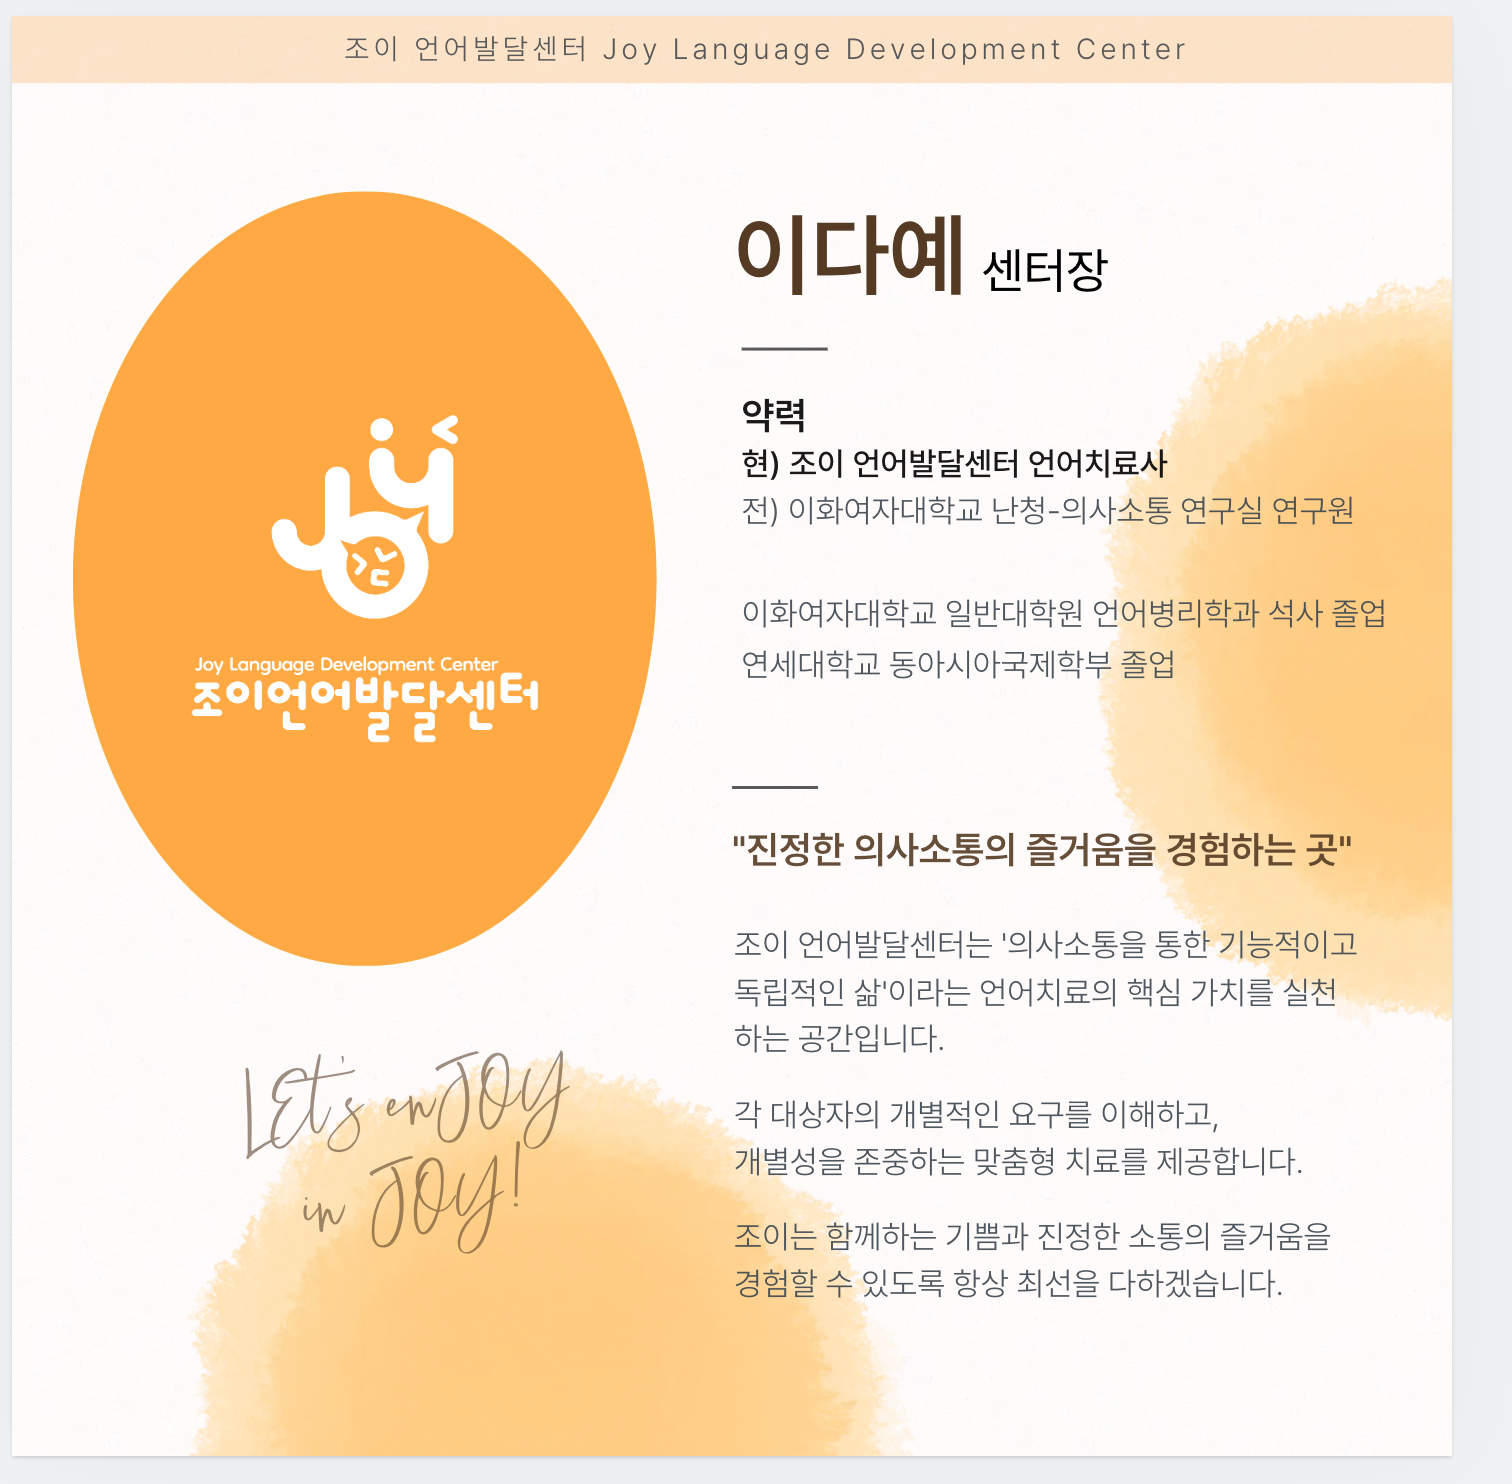 조이 언어발달센터 Joy Language Development Center
joy
Joy Language Development Center
조이언어발달센터
Let's enJOY
in JOY!
이다예 센터장
약력
현) 조이 언어발달센터 언어치료사
전) 이화여자대학교 난청-의사소통 연구실 연구원
이화여자대학교 일반대학원 언어병리학과 석사 졸업
연세대학교 동아시아국제학부 졸업
"진정한 의사소통의 즐거움을 경험하는 곳"
조이 언어발달센터는 '의사소통을 통한 기능적이고
독립적인 삶'이라는 언어치료의 핵심 가치를 실천
하는 공간입니다.
각 대상자의 개별적인 요구를 이해하고,
개별성을 존중하는 맞춤형 치료를 제공합니다.
조이는 함께하는 기쁨과 진정한 소통의 즐거움을
경험할 수 있도록 항상 최선을 다하겠습니다.